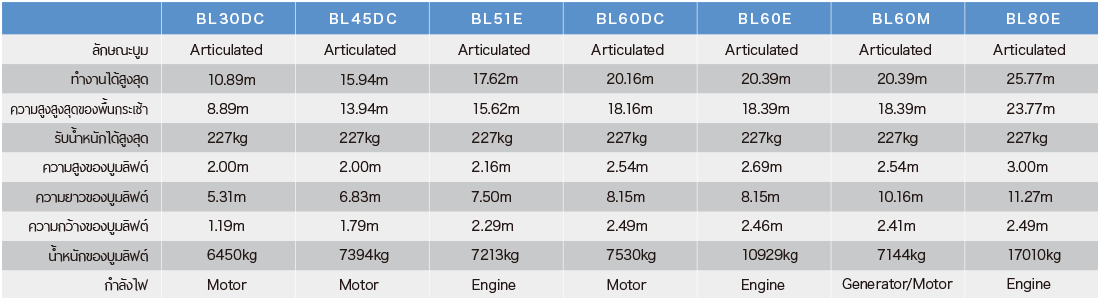 BL30DC BL45DC BL51E BL60DC BL60E BL60M BL80E
ลักษณะบูม Articulated Articulated Articulated Articulated Articulated Articulated Articulated
ทำงานได้สูงสุด 10.89m 15.94m 17.62m 20.16m 20.39m 20.39m 25.77m
ความสูงสูงสุดของพื้นกระเช้า 8.89m 13.94m 15.62m 18.16m 18.39m 18.39m 23.77m
รับน้ำหนักได้สูงสุด 227kg 227kg 227kg 227kg 227kg 227kg 227kg
ความสูงของบูมลิฟต์ 2.00m 2.00m 2.16m 2.54m 2.69m 2.54m 3.00m
ความยาวของบูมลิฟต์ 5.31m 6.83m 7.50m 8.15m 8.15m 10.16m 11.27m
ความกว้างของบูมลิฟต์ 1.19m 1.79m 2.29m 2.49m 2.46m 2.41m 2.49m
น้ำหนักของบูมลิฟต์ 6450kg 7394kg 7213kg 7530kg 10929kg 7144kg 17010kg
กำลังไฟ Motor Motor Engine Motor Engine Generator/Motor Engine